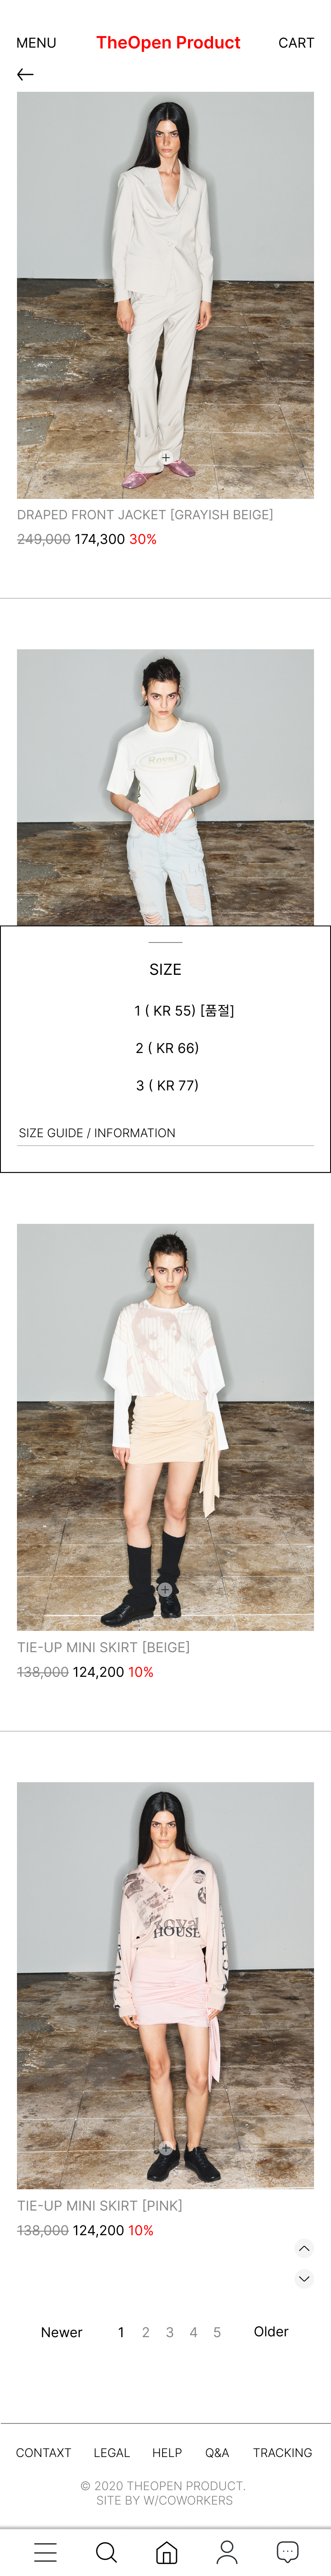 MENU TheOpen Product CART
DRAPED FRONT JACKET [GRAYISH BEIGE]
249,000 174,300 30%
Royal
SIZE
1 ( KR 55) [품절]
2 ( KR 66)
3 ( KR 77)
SIZE GUIDE / INFORMATION
TIE-UP MINI SKIRT [BEIGE]
138,000 124,200 10%
royal
HOUSE
TIE-UP MINI SKIRT [PINK]
138,000 124,200 10%
Newer 1 2 3 4 5 Older
CONTAXT LEGAL HELP Q&A TRACKING
© 2020 THEOPEN PRODUCT.
SITE BY W/COWORKERS